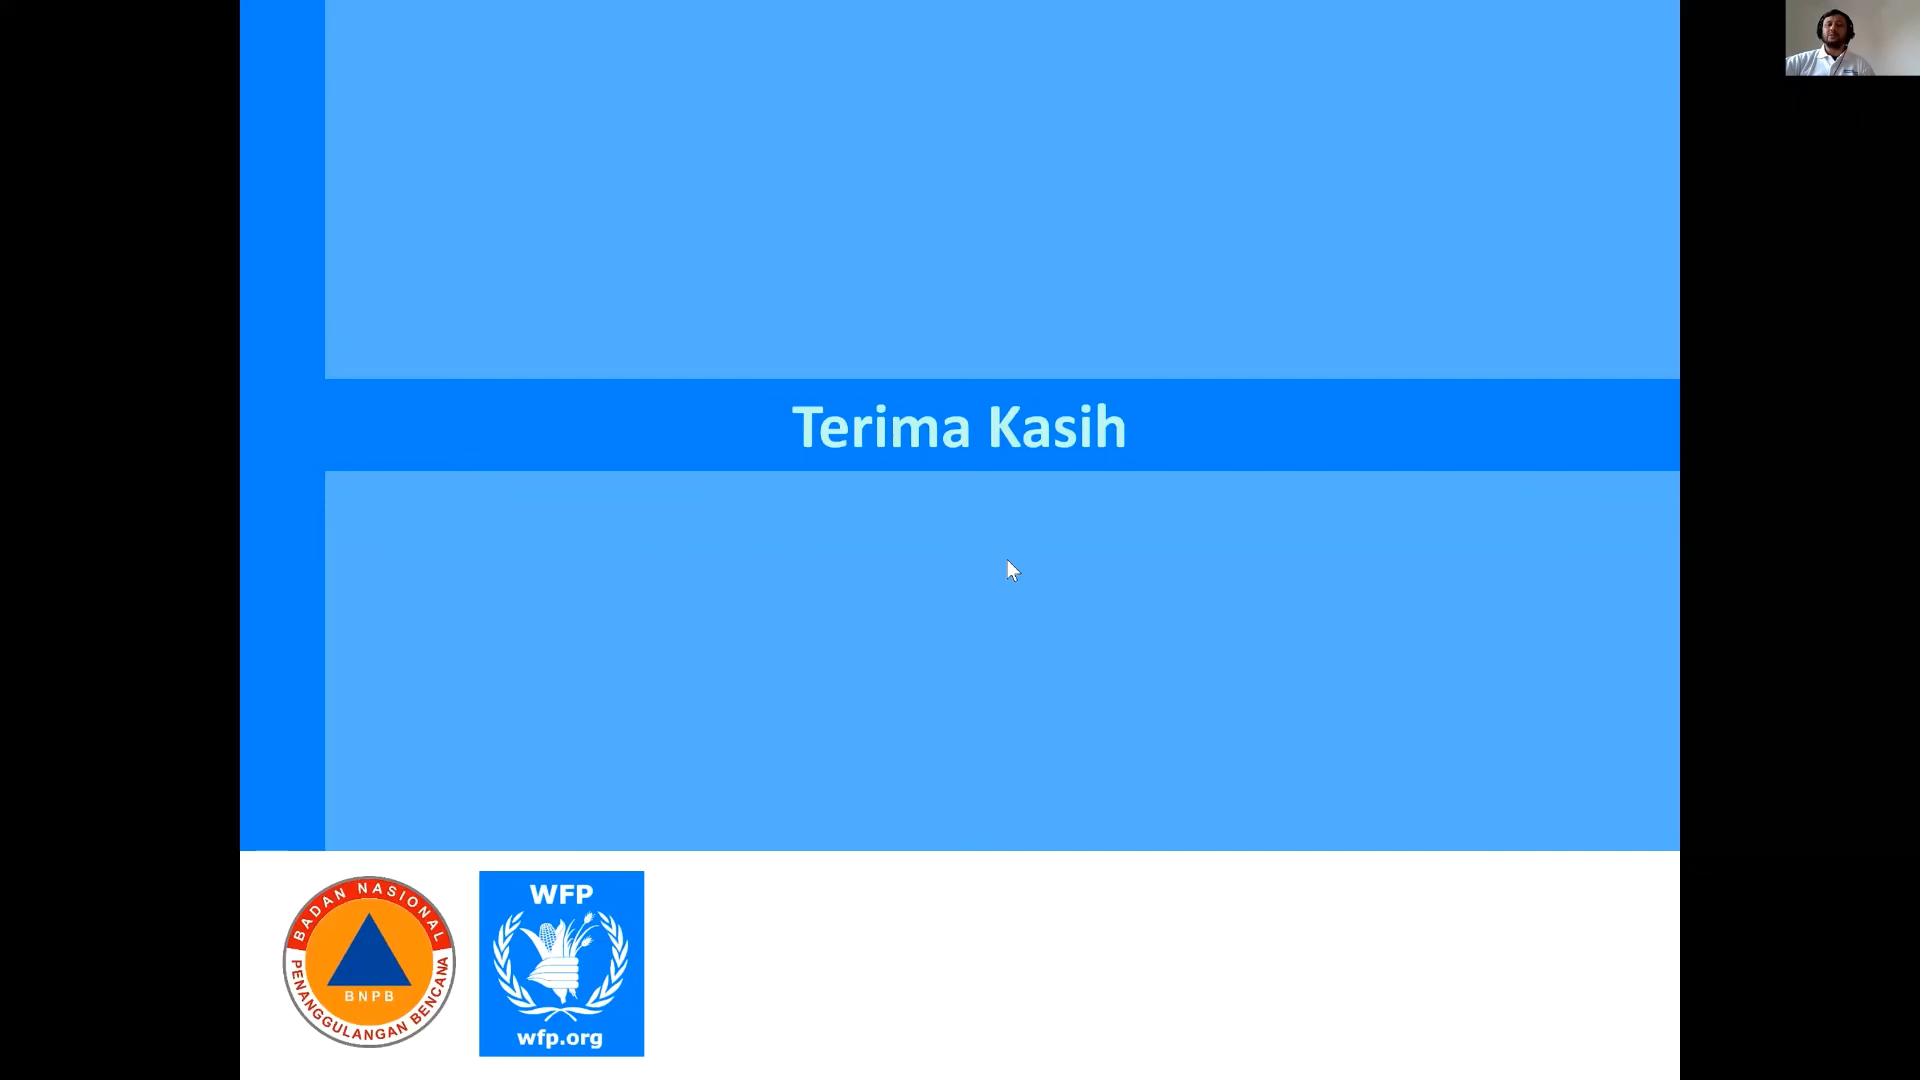 Terima Kasih
BADAN NASIONAL
PENANGGULANGAN BENCANA
BNPB
WFP
wfp.org